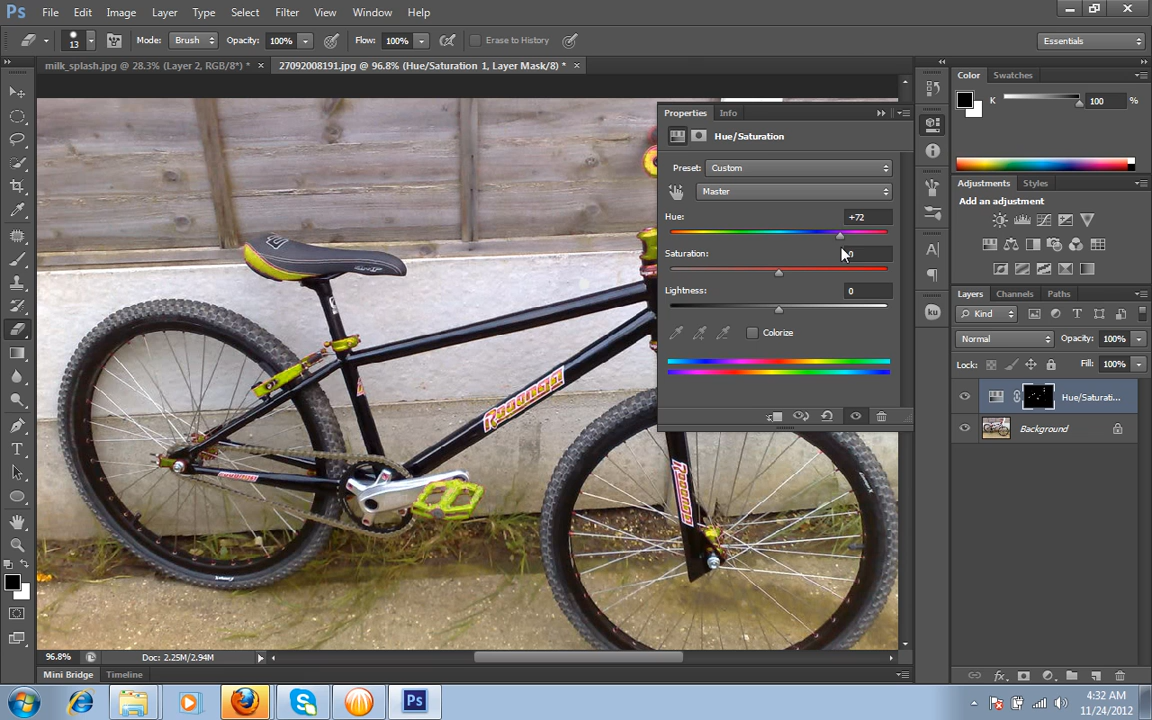 Ps File Edit Image Layer Type Select Filter View Window Help
13 Mode: Brush Opacity: 100% Flow: 100% Erase to History Essentials
milk_splash.jpg @ 28.3% (Layer 2, RGB/8*) * × 27092008191.jpg @ 96.8% (Hue/Saturation 1, Layer Mask/8) * ×
Color Swatches
K 100 %
Properties Info
Hue/Saturation
Preset: Custom
Master
Hue: +72
Saturation: 0
Lightness: 0
Colorize
Adjustments Styles
Add an adjustment
Layers Channels Paths
Kind
Normal Opacity: 100%
Lock: Fill: 100%
Hue/Saturati...
Background
ku
96.8% Doc: 2.25M/2.94M
Mini Bridge Timeline
Ps
4:32 AM
11/24/2012